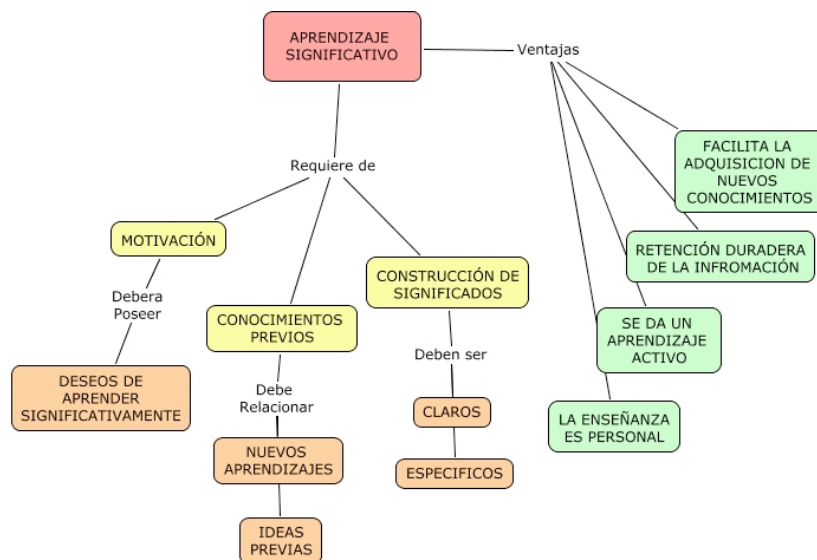 APRENDIZAJE
SIGNIFICATIVO
Ventajas
Requiere de
FACILITA LA
ADQUISICION DE
NUEVOS
CONOCIMIENTOS
MOTIVACIÓN
RETENCIÓN DURADERA
DE LA INFROMACIÓN
CONSTRUCCIÓN DE
SIGNIFICADOS
Debera
Poseer
CONOCIMIENTOS
PREVIOS
SE DA UN
APRENDIZAJE
ACTIVO
Deben ser
DESEOS DE
APRENDER
SIGNIFICATIVAMENTE
Debe
Relacionar
CLAROS
LA ENSEÑANZA
ES PERSONAL
NUEVOS
APRENDIZAJES
ESPECIFICOS
IDEAS
PREVIAS